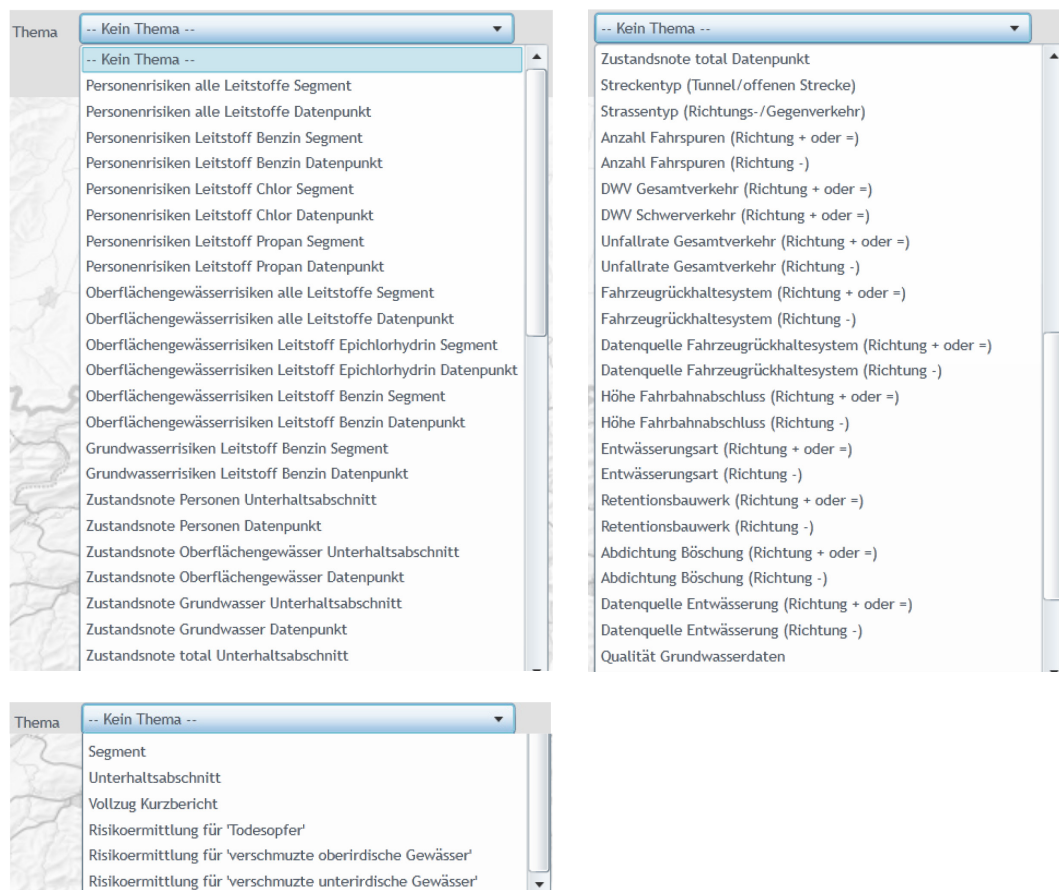 Thema
-- Kein Thema --
-- Kein Thema --
Personenrisiken alle Leitstoffe Segment
Personenrisiken alle Leitstoffe Datenpunkt
Personenrisiken Leitstoff Benzin Segment
Personenrisiken Leitstoff Benzin Datenpunkt
Personenrisiken Leitstoff Chlor Segment
Personenrisiken Leitstoff Chlor Datenpunkt
Personenrisiken Leitstoff Propan Segment
Personenrisiken Leitstoff Propan Datenpunkt
Oberflächengewässerrisiken alle Leitstoffe Segment
Oberflächengewässerrisiken alle Leitstoffe Datenpunkt
Oberflächengewässerrisiken Leitstoff Epichlorhydrin Segment
Oberflächengewässerrisiken Leitstoff Epichlorhydrin Datenpunkt
Oberflächengewässerrisiken Leitstoff Benzin Segment
Oberflächengewässerrisiken Leitstoff Benzin Datenpunkt
Grundwasserrisiken Leitstoff Benzin Segment
Grundwasserrisiken Leitstoff Benzin Datenpunkt
Zustandsnote Personen Unterhaltsabschnitt
Zustandsnote Personen Datenpunkt
Zustandsnote Oberflächengewässer Unterhaltsabschnitt
Zustandsnote Oberflächengewässer Datenpunkt
Zustandsnote Grundwasser Unterhaltsabschnitt
Zustandsnote Grundwasser Datenpunkt
Zustandsnote total Unterhaltsabschnitt
-- Kein Thema --
Zustandsnote total Datenpunkt
Streckentyp (Tunnel/offenen Strecke)
Strassentyp (Richtungs-/Gegenverkehr)
Anzahl Fahrspuren (Richtung + oder =)
Anzahl Fahrspuren (Richtung -)
DWV Gesamtverkehr (Richtung + oder =)
DWV Schwerverkehr (Richtung + oder =)
Unfallrate Gesamtverkehr (Richtung + oder =)
Unfallrate Gesamtverkehr (Richtung -)
Fahrzeugrückhaltesystem (Richtung + oder =)
Fahrzeugrückhaltesystem (Richtung -)
Datenquelle Fahrzeugrückhaltesystem (Richtung + oder =)
Datenquelle Fahrzeugrückhaltesystem (Richtung -)
Höhe Fahrbahnabschluss (Richtung + oder =)
Höhe Fahrbahnabschluss (Richtung -)
Entwässerungsart (Richtung + oder =)
Entwässerungsart (Richtung -)
Retentionsbauwerk (Richtung + oder =)
Retentionsbauwerk (Richtung -)
Abdichtung Böschung (Richtung + oder =)
Abdichtung Böschung (Richtung -)
Datenquelle Entwässerung (Richtung + oder =)
Datenquelle Entwässerung (Richtung -)
Qualität Grundwasserdaten
Thema
-- Kein Thema --
Segment
Unterhaltsabschnitt
Vollzug Kurzbericht
Risikoermittlung für 'Todesopfer'
Risikoermittlung für 'verschmuzte oberirdische Gewässer'
Risikoermittlung für 'verschmuzte unterirdische Gewässer'